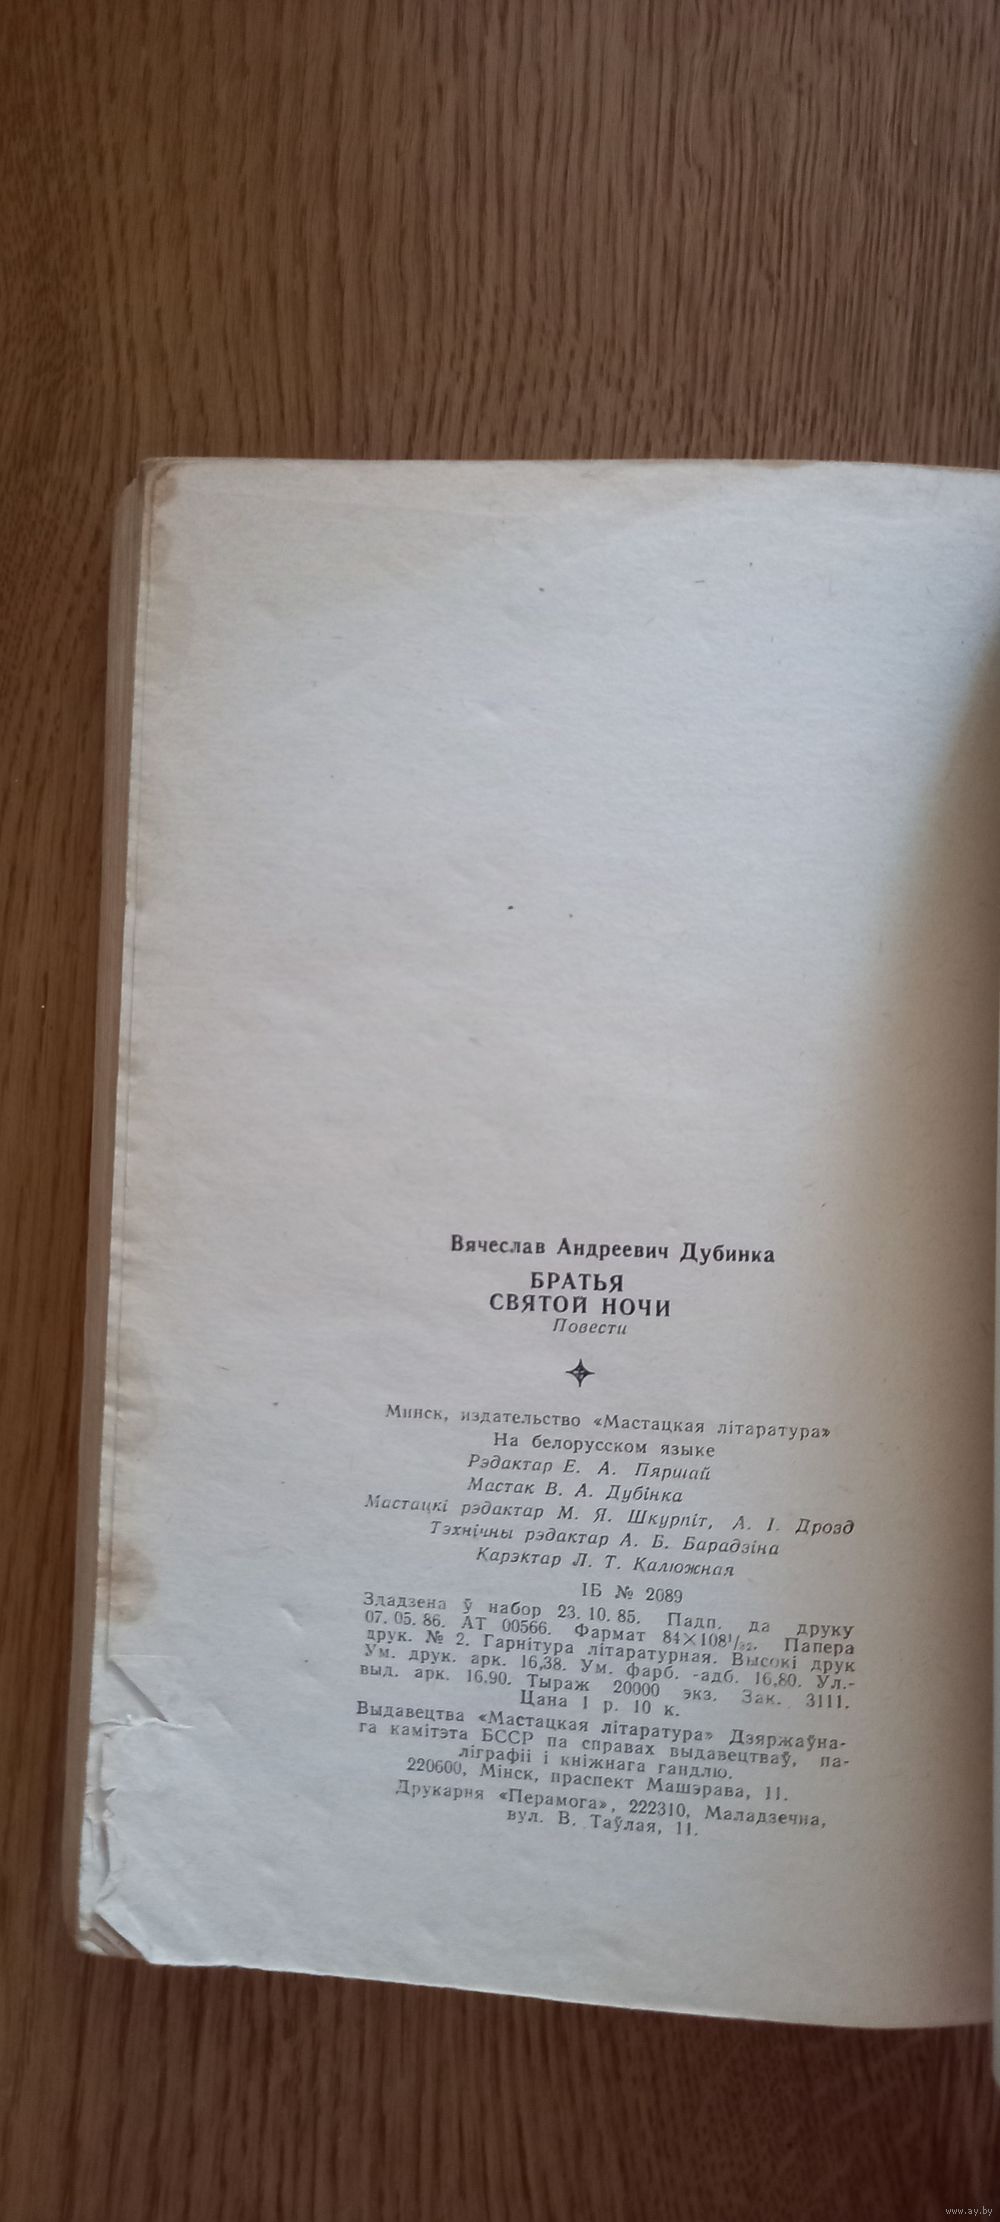 Вячеслав Андреевич Дубинка
БРАТЬЯ
СВЯТОЙ НОЧИ
Повести
Минск, издательство «Мастацкая літаратура»
На белорусском языке
Рэдактар Е. А. Пяршай
Мастак В. А. Дубінка
Мастацкі рэдактар М. Я. Шкурпіт, А. І. Дрозд
Тэхнічны рэдактар А. Б. Барадзіна
Карэктар Л. Т. Калюжная
ІБ № 2089
Здадзена ў набор 23.10.85. Падп. да друку
07.05.86. АТ 00566. Фармат 84×108¹/₃₂. Папера
друк. № 2. Гарнітура літаратурная. Высокі друк
Ум. друк. арк. 16,38. Ум. фарб.-адб. 16,80. Ул.-
выд. арк. 16,90. Тыраж 20000 экз. Зак. 3111.
Цана 1 р. 10 к.
Выдавецтва «Мастацкая літаратура» Дзяржаўна-
га камітэта БССР па справах выдавецтваў, па-
ліграфіі і кніжнага гандлю.
220600, Мінск, праспект Машэрава, 11.
Друкарня «Перамога», 222310, Маладзечна,
вул. В. Таўлая, 11.
www.ay.by